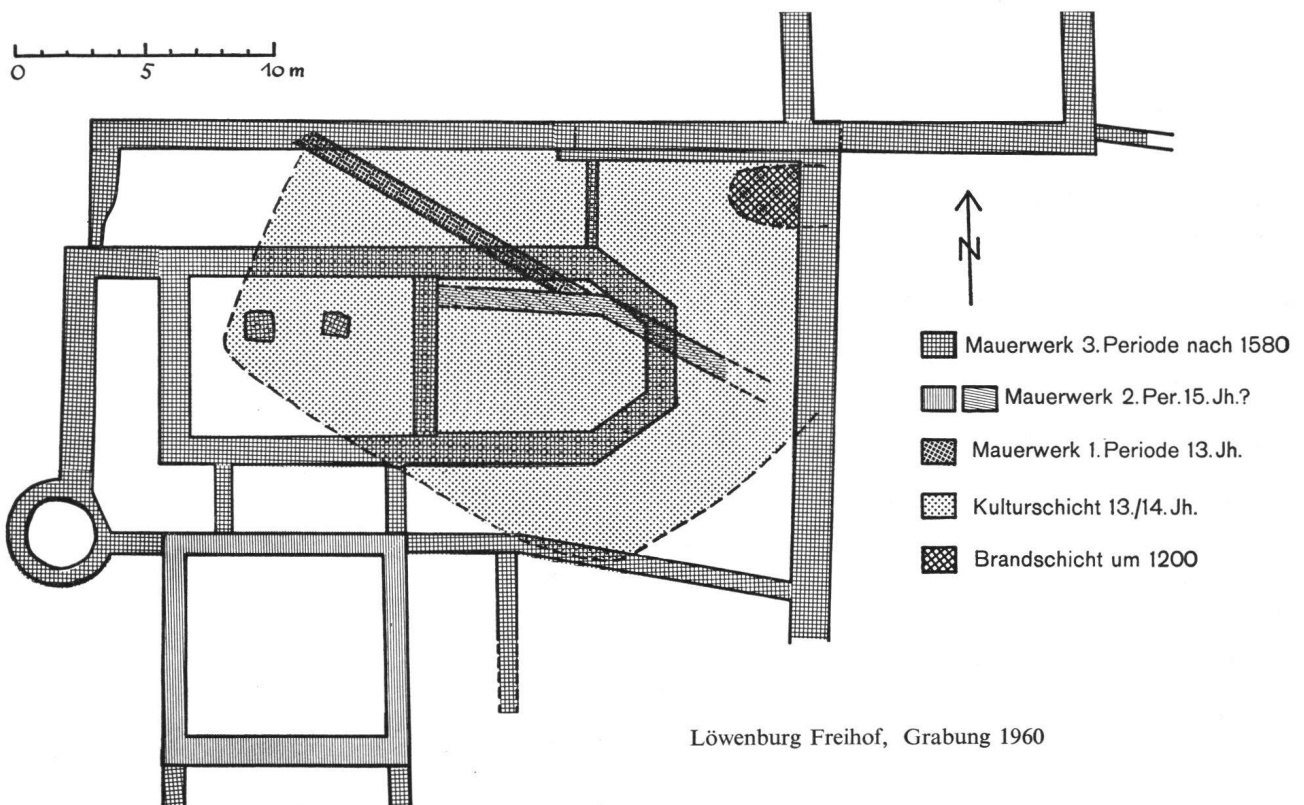 0 5 10 m
N
Mauerwerk 3. Periode nach 1580
Mauerwerk 2. Per. 15. Jh.?
Mauerwerk 1. Periode 13. Jh.
Kulturschicht 13./14. Jh.
Brandschicht um 1200
Löwenburg Freihof, Grabung 1960